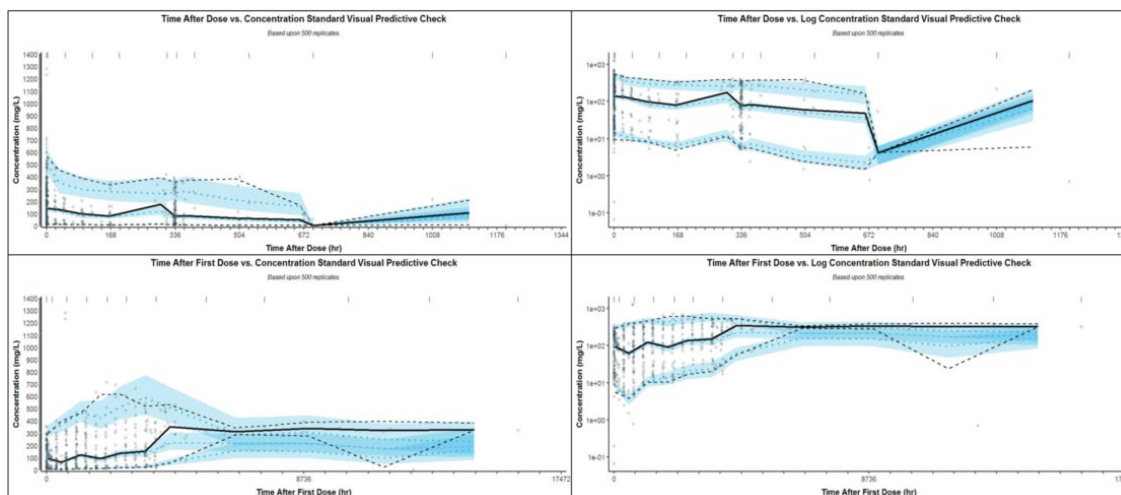 Time After Dose vs. Concentration Standard Visual Predictive Check
Based upon 500 replicates.
Concentration (mg/L)
1400
1300
1200
1100
1000
900
800
700
600
500
400
300
200
100
0
0 168 336 504 672 840 1008 1176 1344
Time After Dose (hr)
Time After Dose vs. Log Concentration Standard Visual Predictive Check
Based upon 500 replicates.
Concentration (mg/L)
1e+03
1e+02
1e+01
1e+00
1e-01
0 168 336 504 672 840 1008 1176
Time After Dose (hr)
Time After First Dose vs. Concentration Standard Visual Predictive Check
Based upon 500 replicates.
Concentration (mg/L)
1400
1300
1200
1100
1000
900
800
700
600
500
400
300
200
100
0
0 8736 17472
Time After First Dose (hr)
Time After First Dose vs. Log Concentration Standard Visual Predictive Check
Based upon 500 replicates.
Concentration (mg/L)
1e+03
1e+02
1e+01
1e+00
1e-01
0 8736
Time After First Dose (hr)